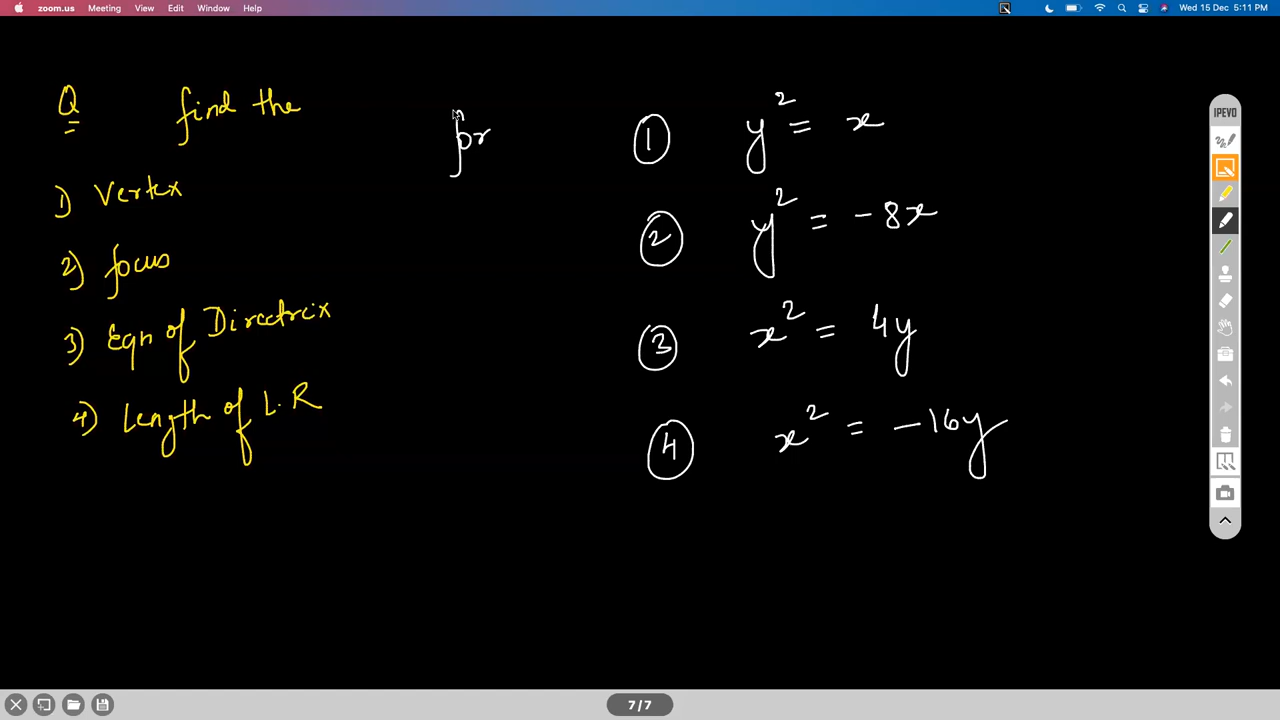 zoom.us Meeting View Edit Window Help Wed 15 Dec 5:11 PM
Q find the
for
1) Vertex
2) focus
3) Eqn of Directrix
4) Length of L.R
① y² = x
② y² = -8x
③ x² = 4y
④ x² = -16y
IPEVO
7/7